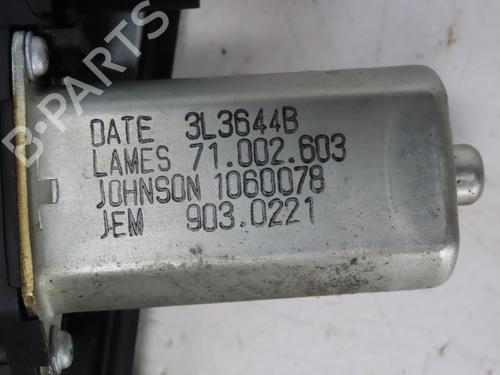 DATE 3L3644B
LAMES 71.002.603
JOHNSON 1060078
JEM 903.0221
B-PARTS